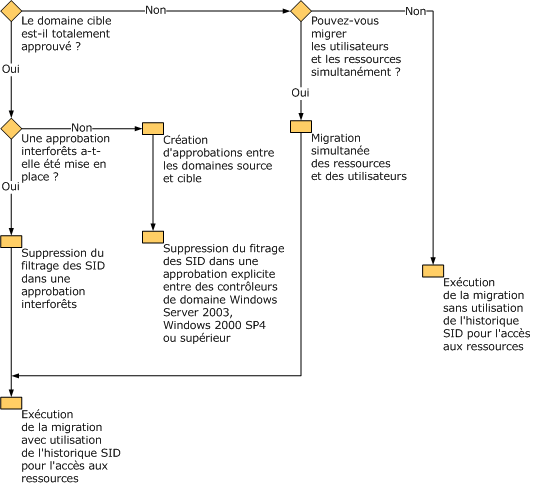 Le domaine cible
est-il totalement
approuvé ?
Non
Pouvez-vous
migrer
les utilisateurs
et les ressources
simultanément ?
Non
Oui
Oui
Une approbation
interforêts a-t-
elle été mise en
place ?
Non
Création
d'approbations entre
les domaines source
et cible
Migration
simultanée
des ressources
et des utilisateurs
Oui
Suppression du
filtrage des SID
dans une
approbation
interforêts
Suppression du fitrage
des SID dans une
approbation explicite
entre des contrôleurs
de domaine Windows
Server 2003,
Windows 2000 SP4
ou supérieur
Exécution
de la migration
sans utilisation
de l'historique
SID pour l'accès
aux ressources
Exécution
de la migration
avec utilisation
de l'historique SID
pour l'accès aux
ressources